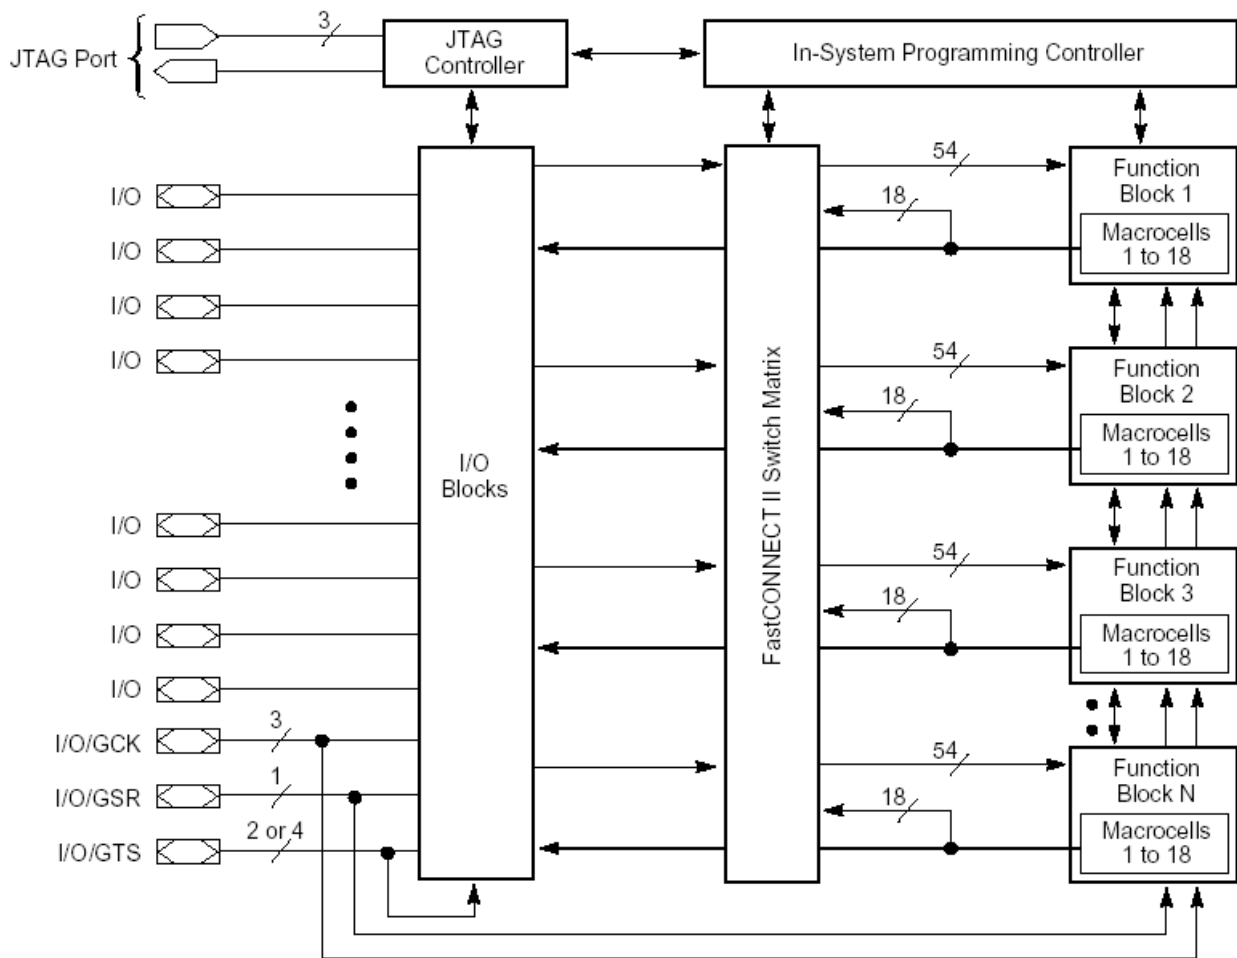 3
JTAG Port
JTAG
Controller
In-System Programming Controller
I/O
I/O
I/O
I/O
I/O
I/O
I/O
I/O
I/O/GCK
3
I/O/GSR
1
I/O/GTS
2 or 4
I/O
Blocks
FastCONNECT II Switch Matrix
54
18
Function
Block 1
Macrocells
1 to 18
54
18
Function
Block 2
Macrocells
1 to 18
54
18
Function
Block 3
Macrocells
1 to 18
54
18
Function
Block N
Macrocells
1 to 18